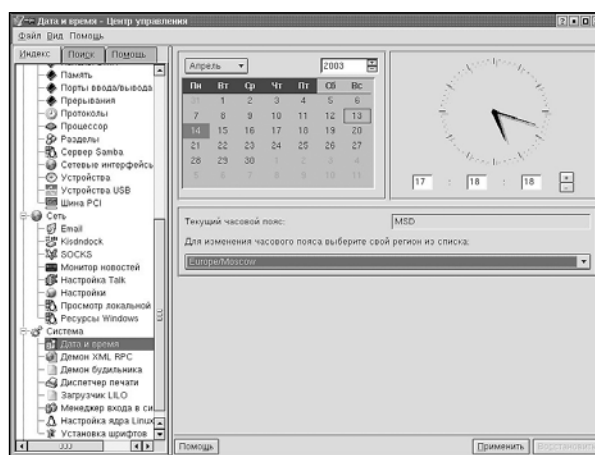 Дата и время - Центр управления
Файл Вид Помощь
Индекс Поиск Помощь
Память
Порты ввода/вывода
Прерывания
Протоколы
Процессор
Разделы
Сервер Samba
Сетевые интерфейсь
Устройства
Устройства USB
Шина PCI
Сеть
Email
Kisdndock
SOCKS
Монитор новостей
Настройка Talk
Настройки
Просмотр локальной
Ресурсы Windows
Система
Дата и время
Демон XML RPC
Демон будильника
Диспетчер печати
Загрузчик LILO
Менеджер входа в си
Настройка ядра Linux
Установка шрифтов
Апрель 2003
Пн Вт Ср Чт Пт Сб Вс
31 1 2 3 4 5 6
7 8 9 10 11 12 13
14 15 16 17 18 19 20
21 22 23 24 25 26 27
28 29 30 1 2 3 4
5 6 7 8 9 10 11
17 : 18 : 18
Текущий часовой пояс: MSD
Для изменения часового пояса выберите свой регион из списка:
Europe/Moscow
Помощь Применить Восстановить